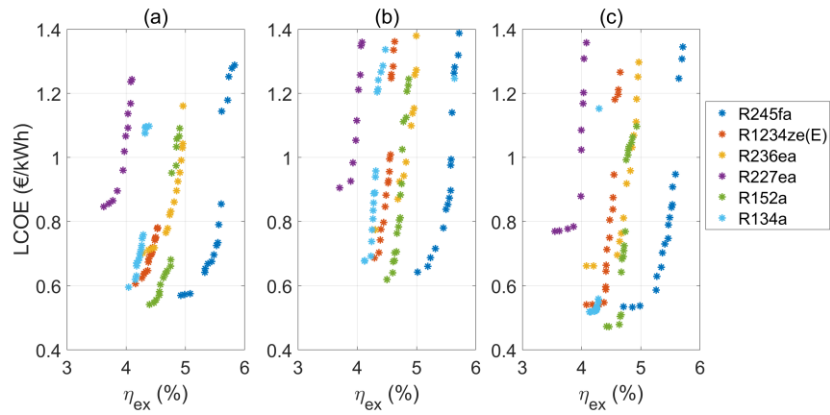 (a) (b) (c)
LCOE (€/kWh)
1.4 1.4 1.4
1.2 1.2 1.2
1 1 1
0.8 0.8 0.8
0.6 0.6 0.6
0.4 0.4 0.4
3 4 5 6 3 4 5 6 3 4 5 6
η_ex (%) η_ex (%) η_ex (%)
R245fa
R1234ze(E)
R236ea
R227ea
R152a
R134a